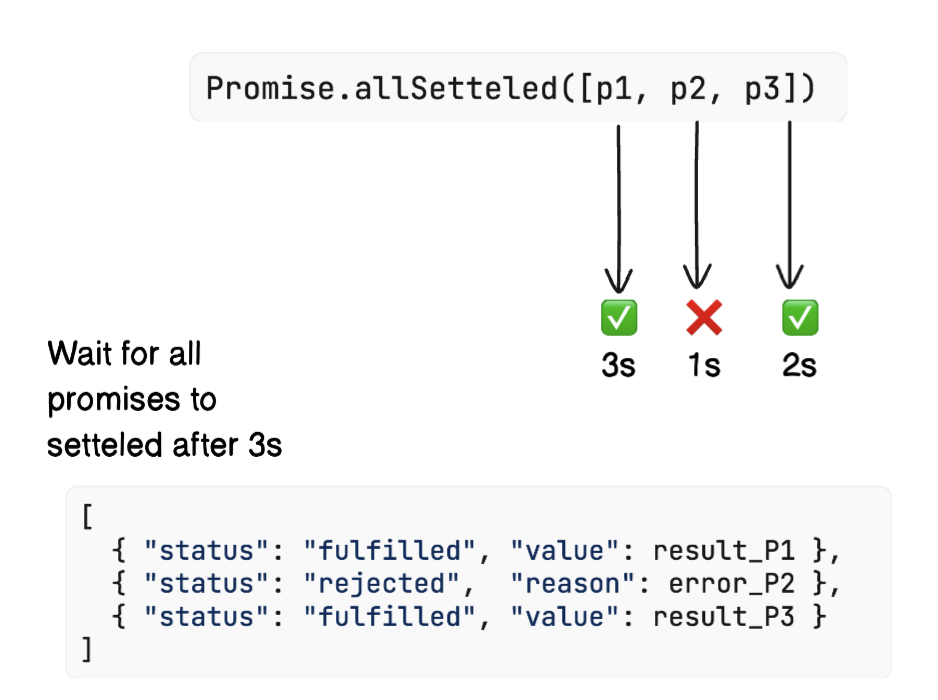 Promise.allSetteled([p1, p2, p3])
3s 1s 2s
Wait for all
promises to
setteled after 3s
[
{ "status": "fulfilled", "value": result_P1 },
{ "status": "rejected", "reason": error_P2 },
{ "status": "fulfilled", "value": result_P3 }
]